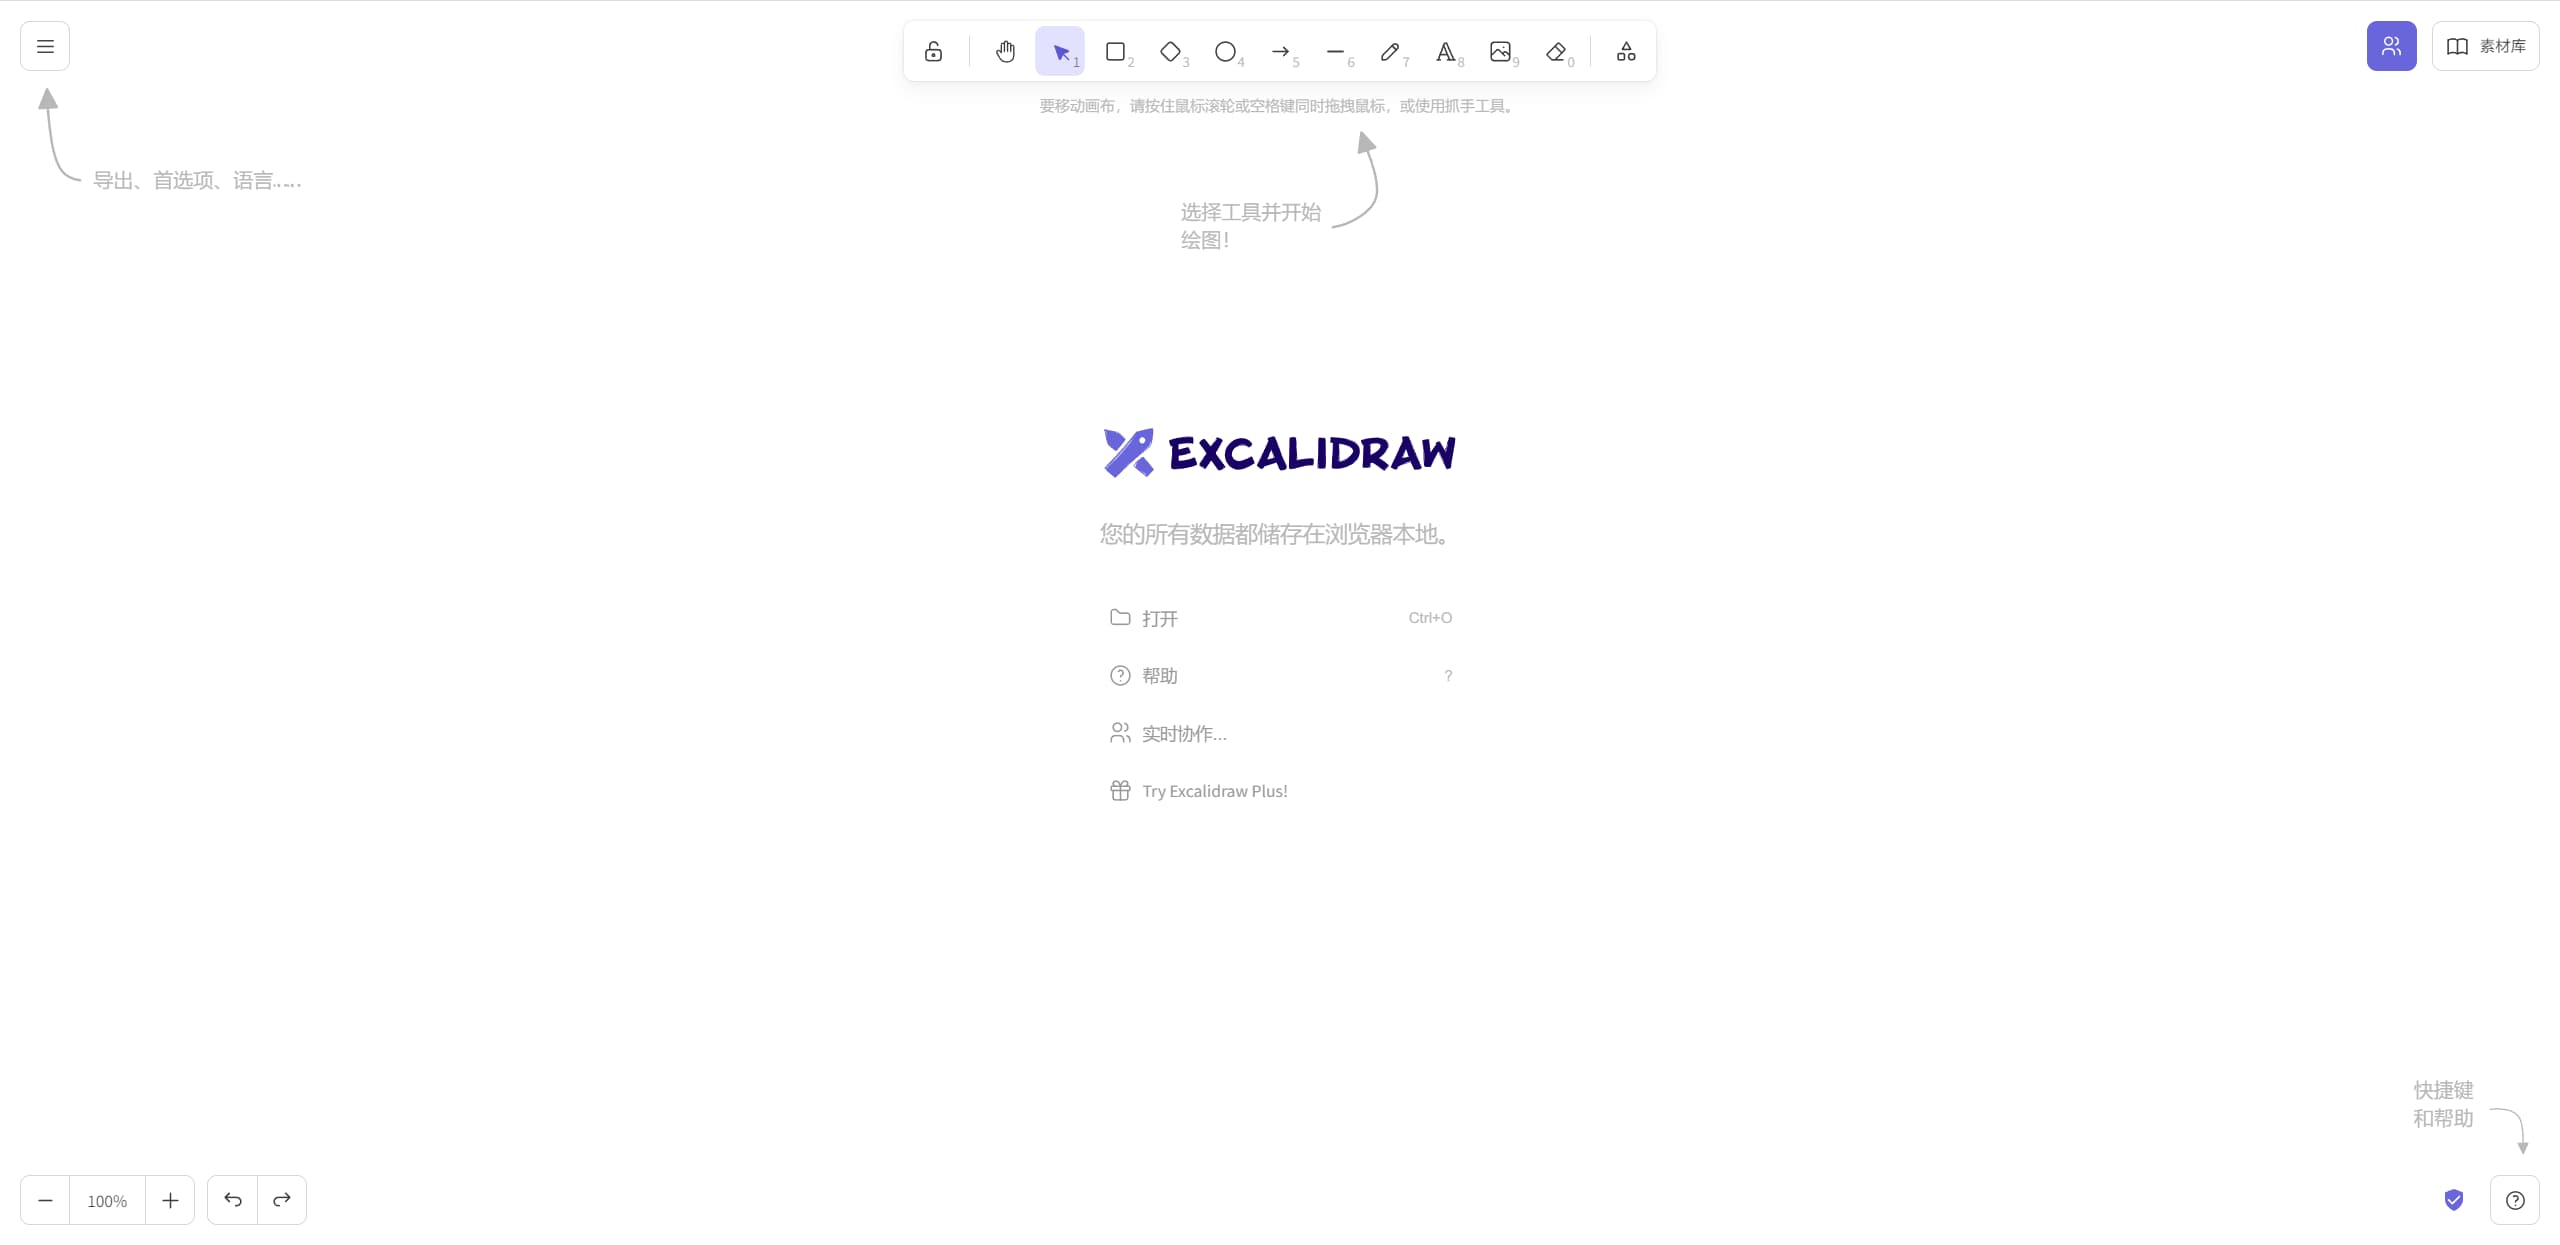 1 2 3 4 5 6 7 8 9 0
素材库
要移动画布，请按住鼠标滚轮或空格键同时拖拽鼠标，或使用抓手工具。
导出、首选项、语言……
选择工具并开始
绘图！
EXCALIDRAW
您的所有数据都储存在浏览器本地。
打开 Ctrl+O
帮助 ?
实时协作...
Try Excalidraw Plus!
快捷键
和帮助
100%